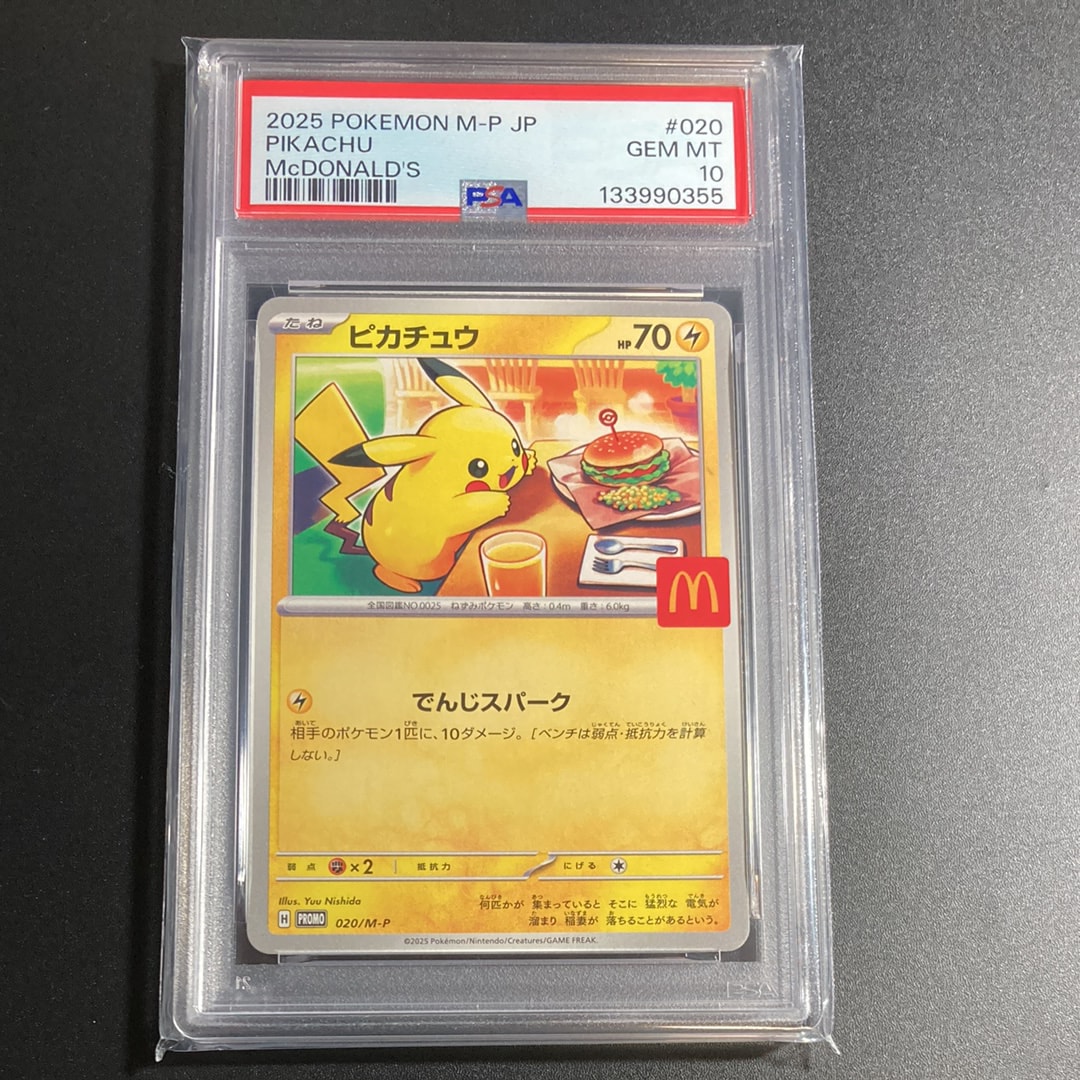 2025 POKEMON M-P JP #020
PIKACHU GEM MT
McDONALD'S 10
PSA 133990355
たね ピカチュウ HP70
M
全国図鑑NO.0025 ねずみポケモン 高さ:0.4m 重さ:6.0kg
でんじスパーク
相手のポケモン1匹に、10ダメージ。[ベンチは弱点・抵抗力を計算
しない。]
弱点 ×2 抵抗力 にげる
Illus. Yuu Nishida
何匹かが 集まっていると そこに 猛烈な 電気が
溜まり 稲妻が 落ちることがあるという。
H PROMO 020/M-P
©2025 Pokémon/Nintendo/Creatures/GAME FREAK.